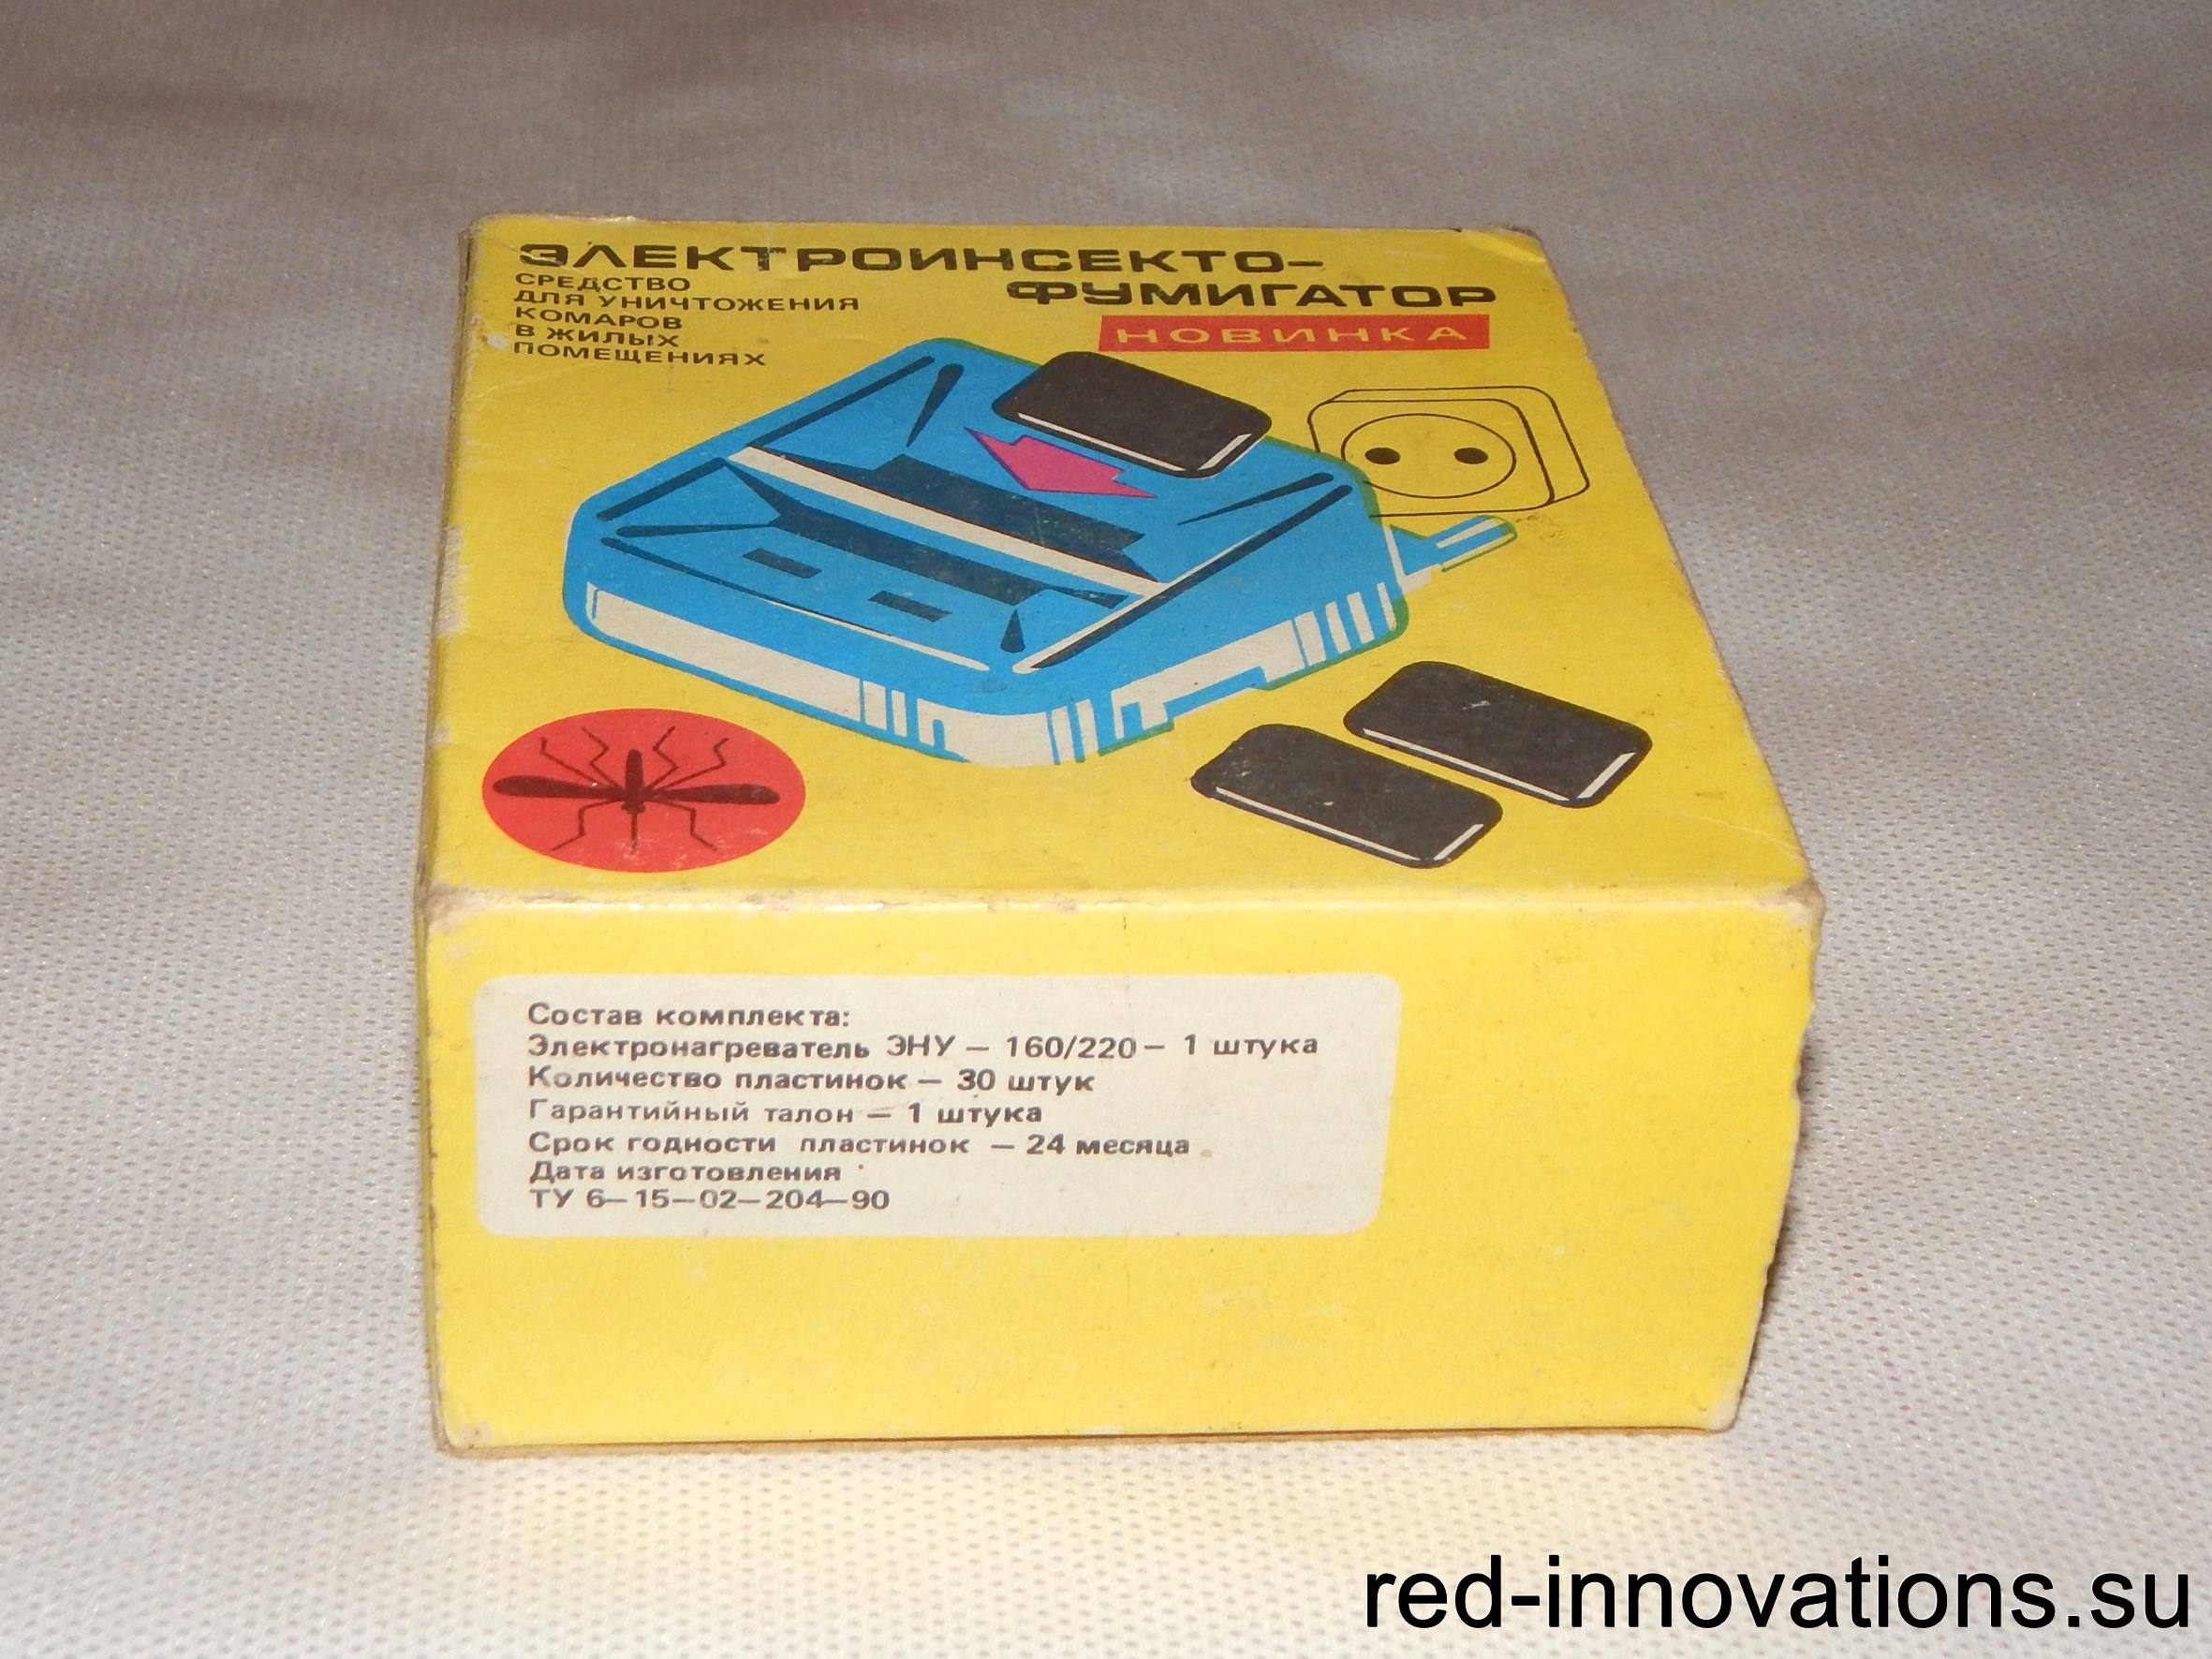 ЭЛЕКТРОИНСЕКТО-
ФУМИГАТОР
СРЕДСТВО
ДЛЯ УНИЧТОЖЕНИЯ
КОМАРОВ
В ЖИЛЫХ
ПОМЕЩЕНИЯХ
НОВИНКА
Состав комплекта:
Электронагреватель ЭНУ — 160/220 — 1 штука
Количество пластинок — 30 штук
Гарантийный талон — 1 штука
Срок годности пластинок — 24 месяца
Дата изготовления
ТУ 6—15—02—204—90
red-innovations.su